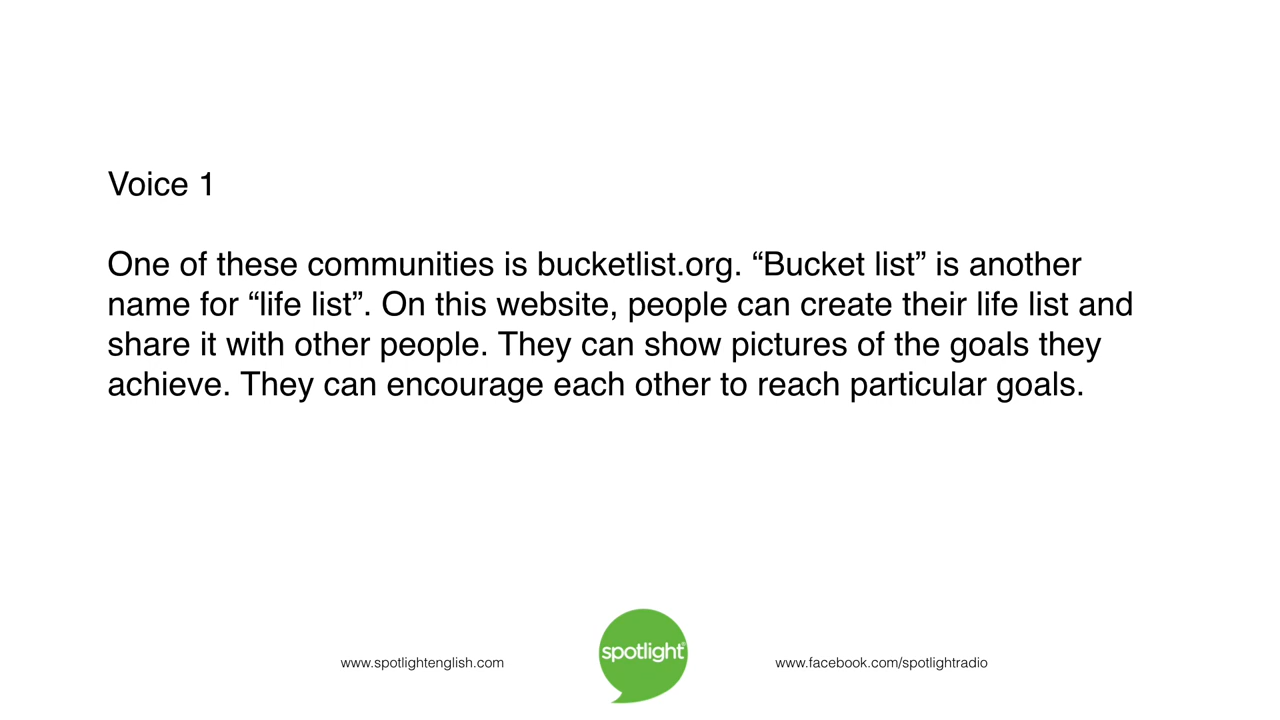 Voice 1
One of these communities is bucketlist.org. “Bucket list” is another
name for “life list”. On this website, people can create their life list and
share it with other people. They can show pictures of the goals they
achieve. They can encourage each other to reach particular goals.
www.spotlightenglish.com
spotlight®
www.facebook.com/spotlightradio